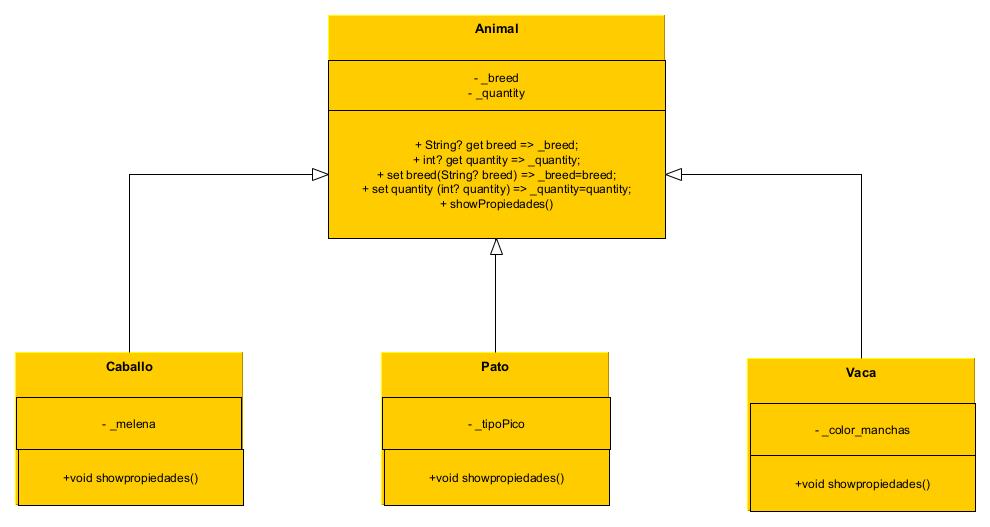 Animal
- _breed
- _quantity
+ String? get breed => _breed;
+ int? get quantity => _quantity;
+ set breed(String? breed) => _breed=breed;
+ set quantity (int? quantity) => _quantity=quantity;
+ showPropiedades()
Caballo
- _melena
+void showpropiedades()
Pato
- _tipoPico
+void showpropiedades()
Vaca
- _color_manchas
+void showpropiedades()